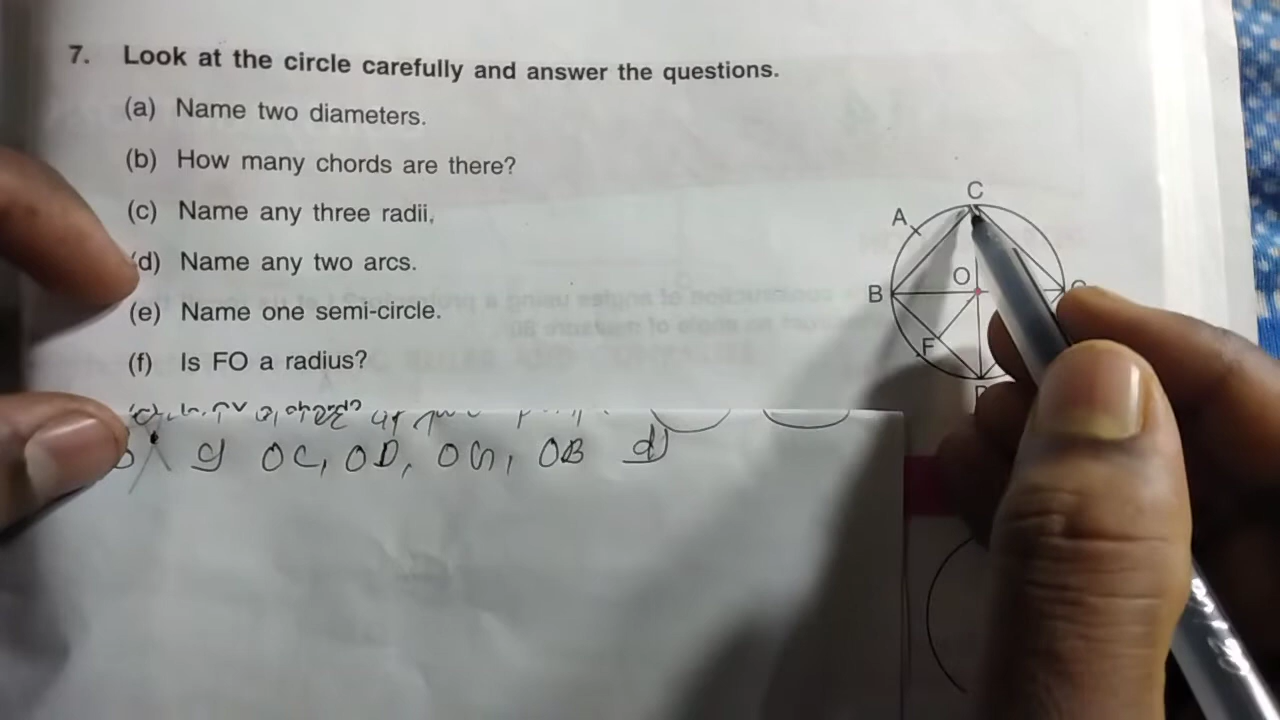 7. Look at the circle carefully and answer the questions.
(a) Name two diameters.
(b) How many chords are there?
(c) Name any three radii.
(d) Name any two arcs.
(e) Name one semi-circle.
(f) Is FO a radius?
C
A
O
B
F
OC, OD, OG, OB d)